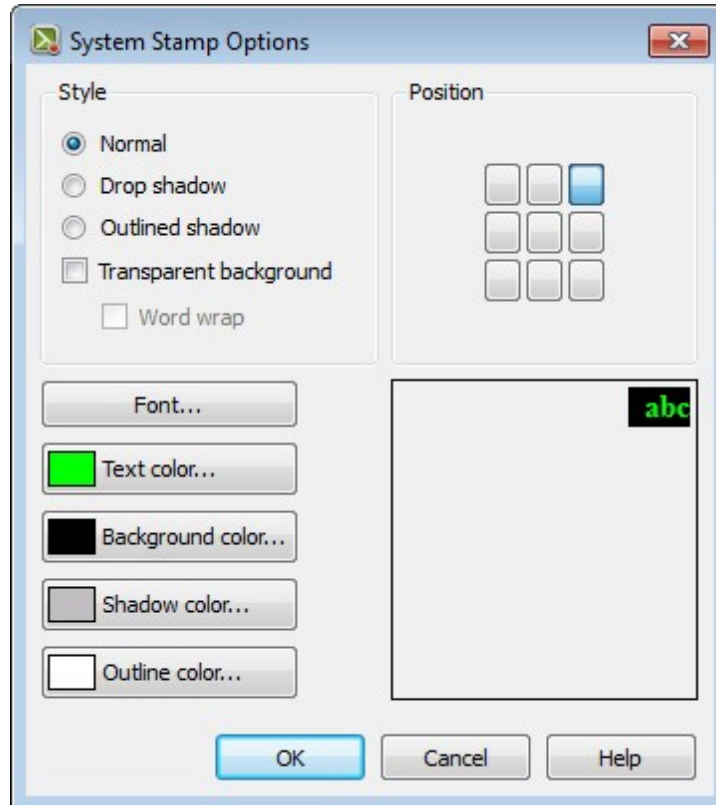 System Stamp Options
Style
Normal
Drop shadow
Outlined shadow
Transparent background
Word wrap
Position
Font...
Text color...
Background color...
Shadow color...
Outline color...
abc
OK
Cancel
Help